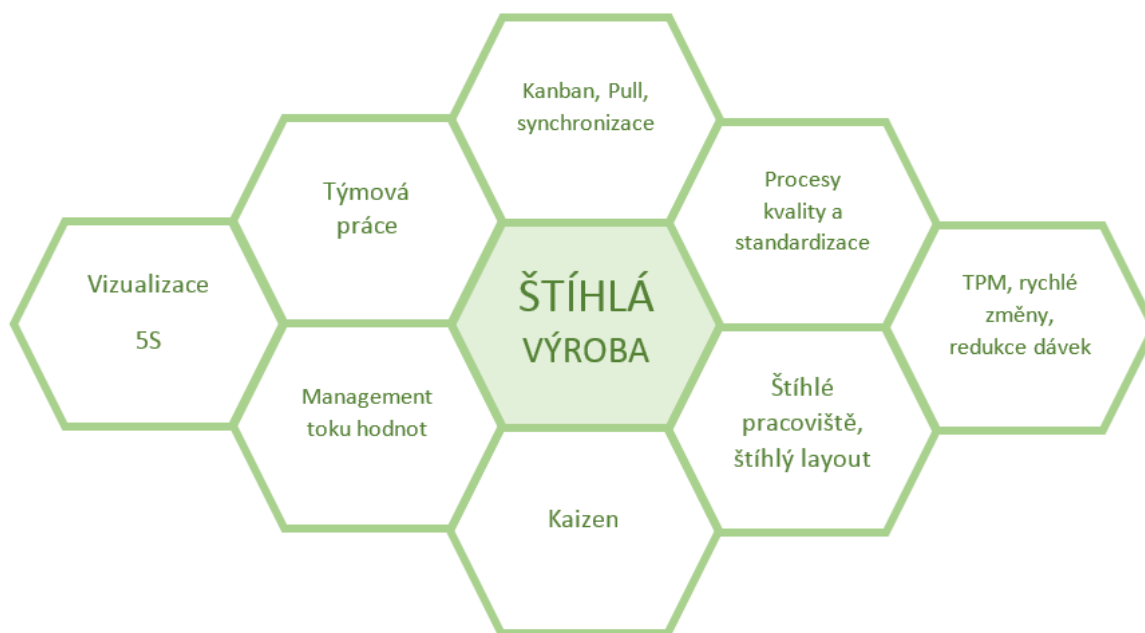 Kanban, Pull,
synchronizace
Týmová
práce
Procesy
kvality a
standardizace
Vizualizace
5S
ŠTÍHLÁ
VÝROBA
TPM, rychlé
změny,
redukce dávek
Management
toku hodnot
Štíhlé
pracoviště,
štíhlý layout
Kaizen